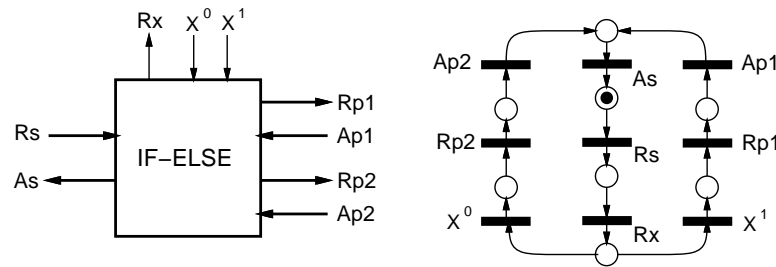 Rx X0 X1
Rs
As
IF-ELSE
Rp1
Ap1
Rp2
Ap2
Ap2
As
Ap1
Rp2
Rs
Rp1
X0
Rx
X1